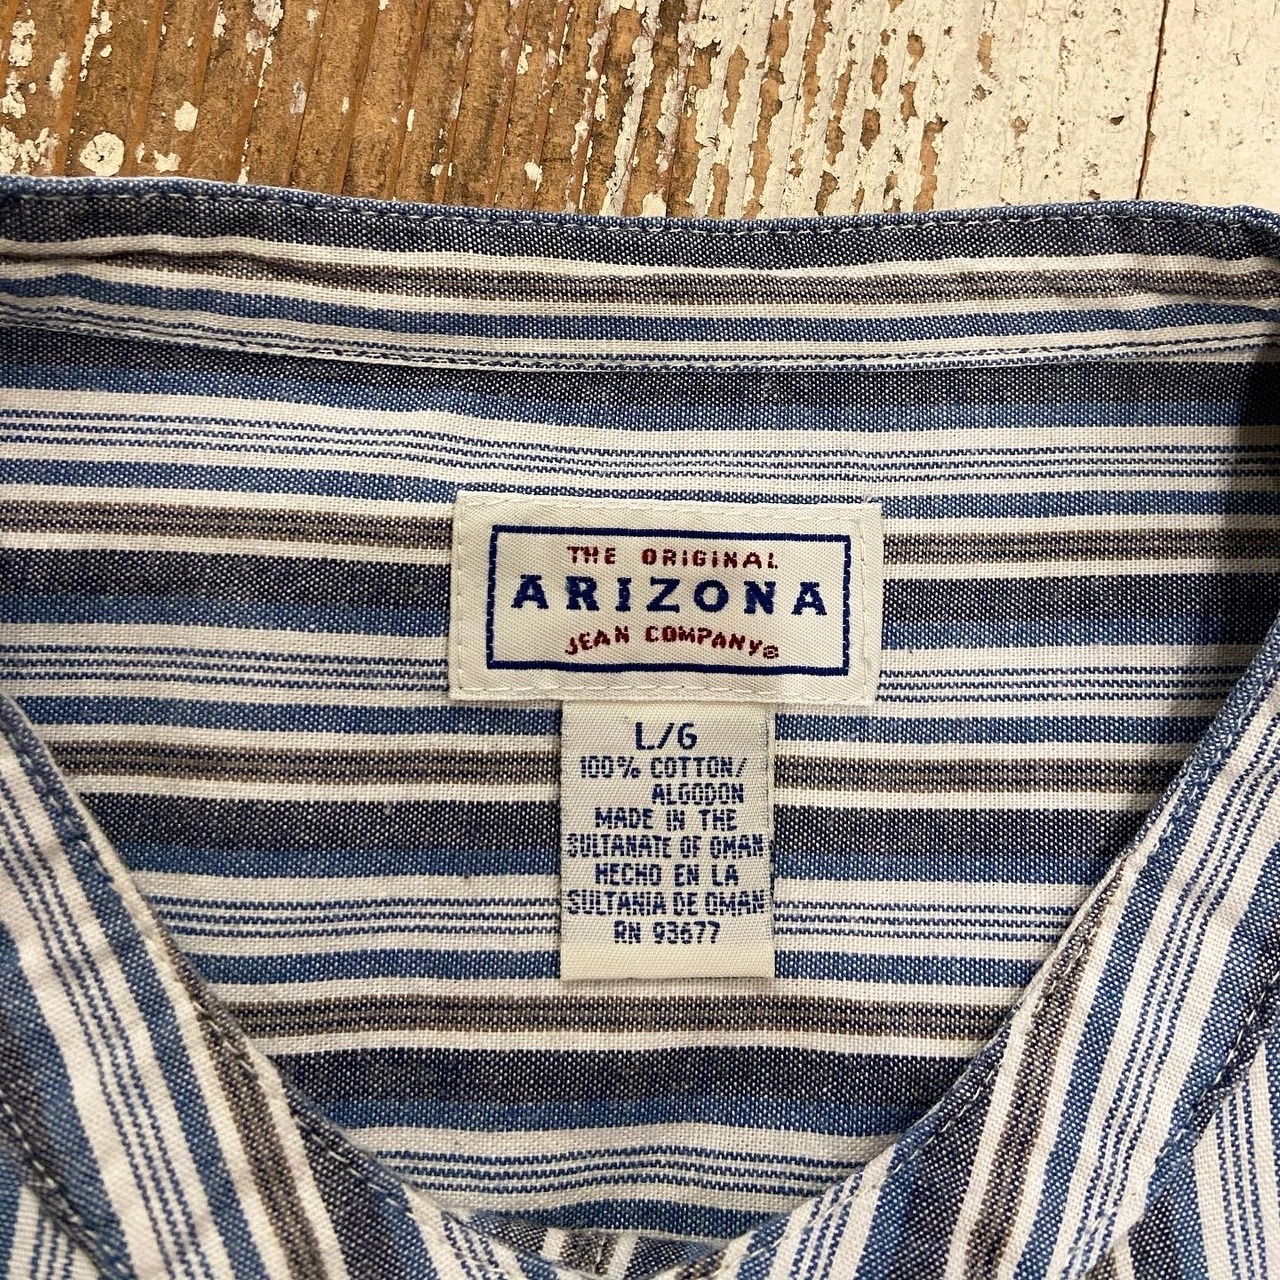 THE ORIGINAL
ARIZONA
JEAN COMPANY®
L/G
100% COTTON/
ALGODON
MADE IN THE
SULTANATE OF OMAN
HECHO EN LA
SULTANIA DE OMAN
RN 93677